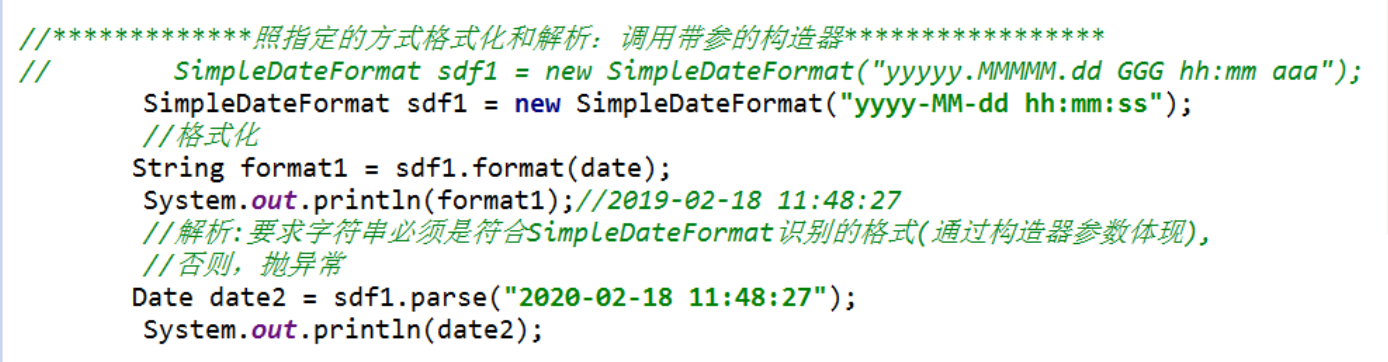 //*************照指定的方式格式化和解析：调用带参的构造器*****************
// SimpleDateFormat sdf1 = new SimpleDateFormat("yyyyy.MMMMM.dd GGG hh:mm aaa");
SimpleDateFormat sdf1 = new SimpleDateFormat("yyyy-MM-dd hh:mm:ss");
//格式化
String format1 = sdf1.format(date);
System.out.println(format1);//2019-02-18 11:48:27
//解析:要求字符串必须是符合SimpleDateFormat识别的格式(通过构造器参数体现),
//否则，抛异常
Date date2 = sdf1.parse("2020-02-18 11:48:27");
System.out.println(date2);